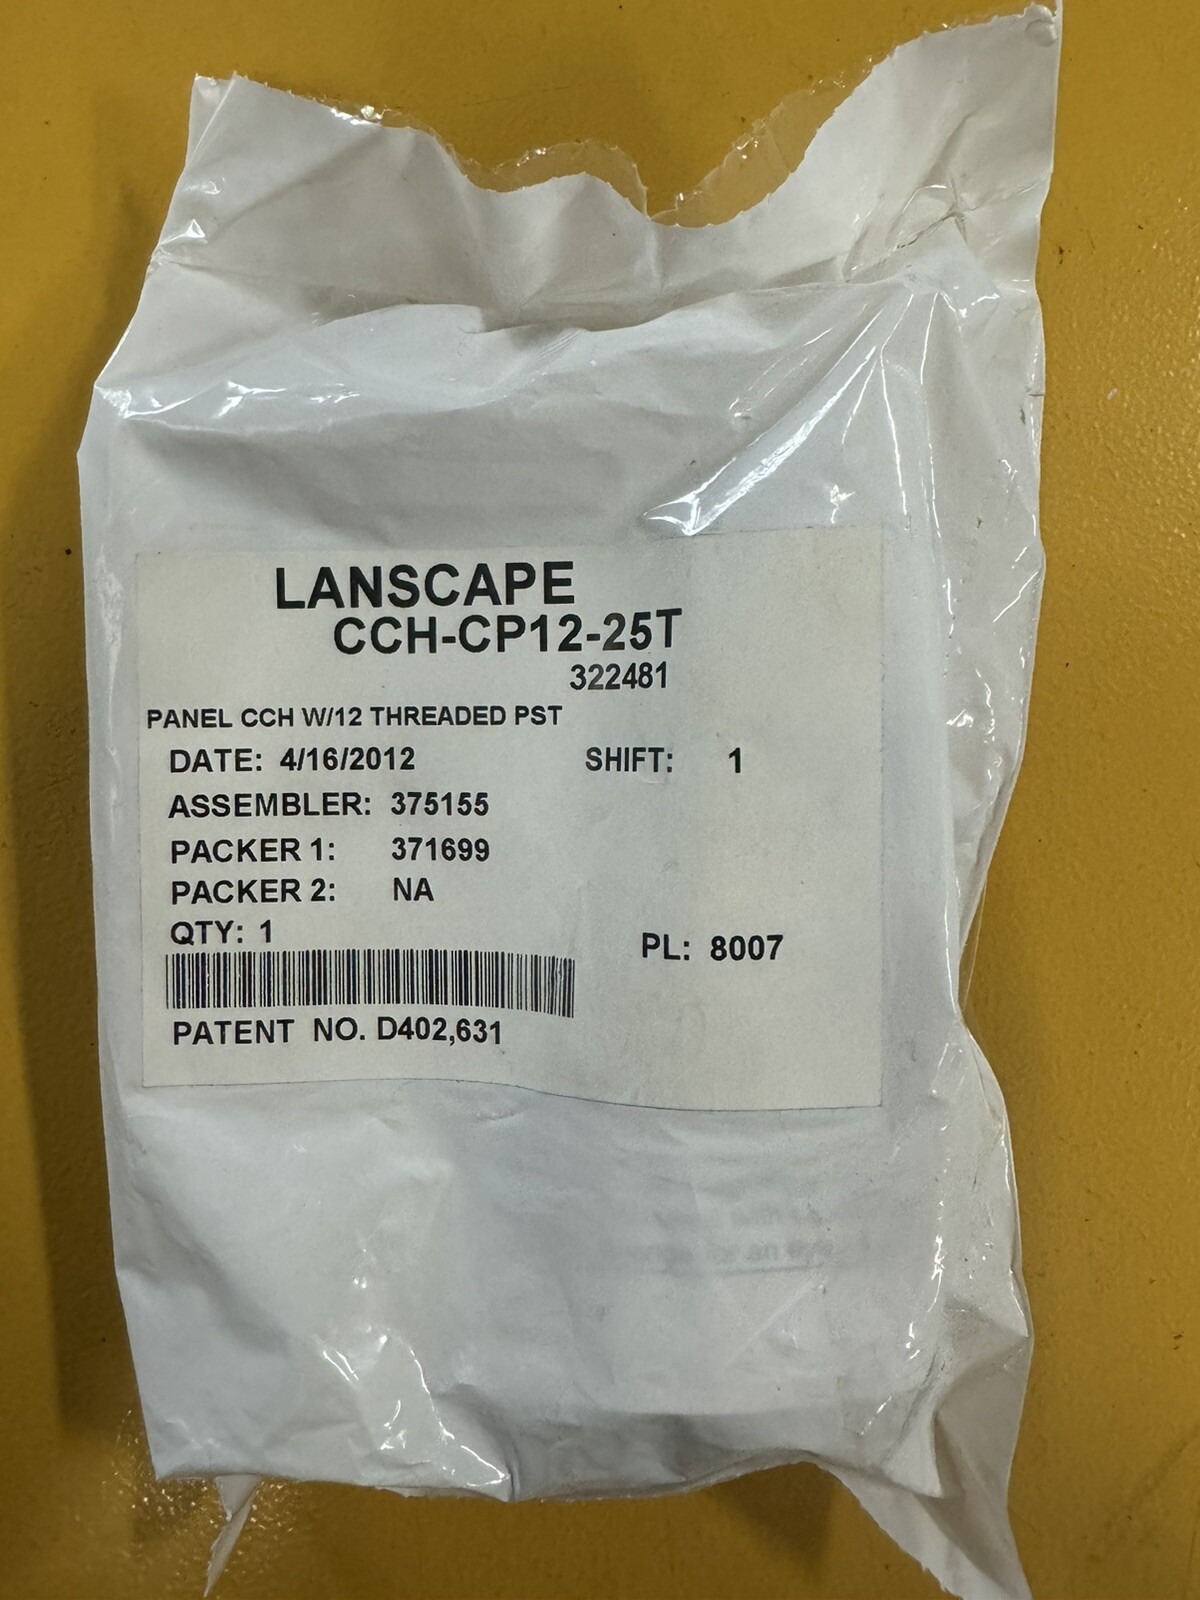 LANSCAPE
CCH-CP12-25T
322481
PANEL CCH W/12 THREADED PST
DATE: 4/16/2012 SHIFT: 1
ASSEMBLER: 375155
PACKER 1: 371699
PACKER 2: NA
QTY: 1
PL: 8007
PATENT NO. D402,631